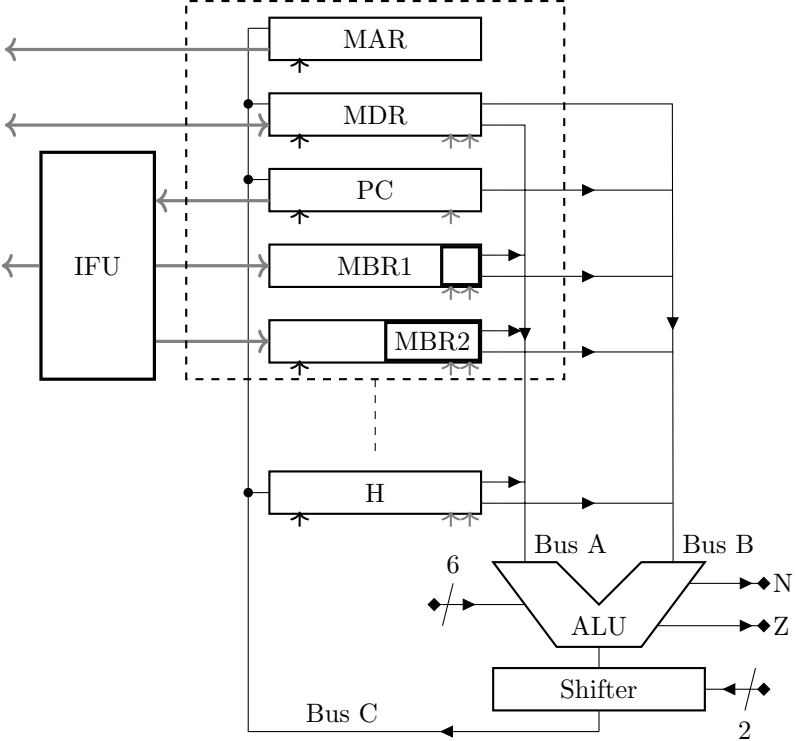 MAR
MDR
PC
IFU
MBR1
MBR2
H
Bus A
Bus B
6
N
ALU
Z
Shifter
Bus C
2